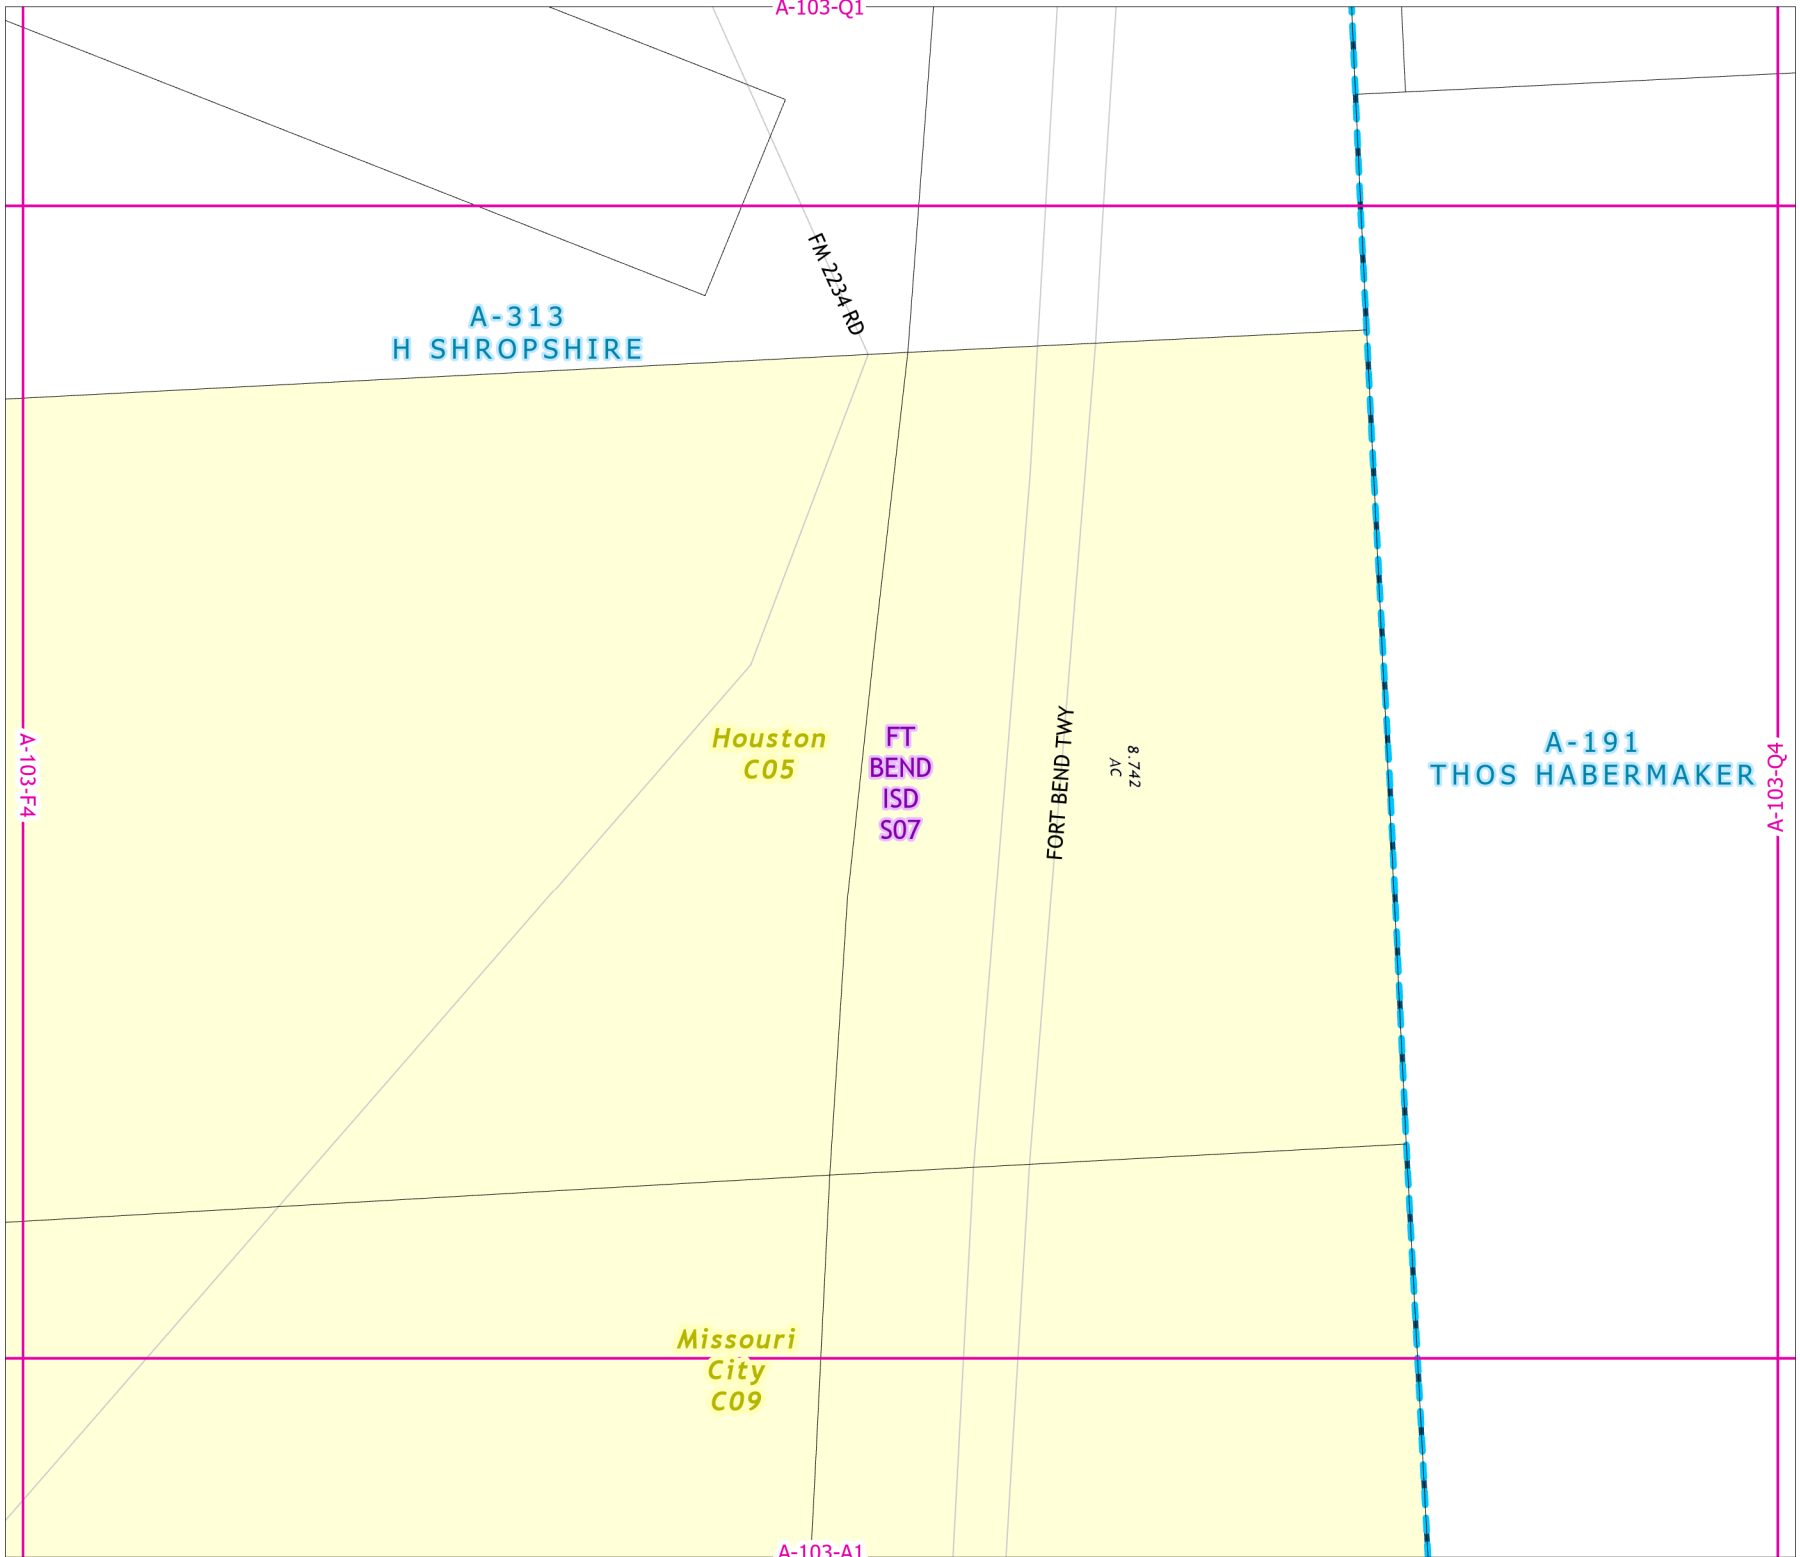 A-103-Q1
FM 2234 RD
A-313
H SHROPSHIRE
A-103-F4
Houston
C05
FT
BEND
ISD
S07
FORT BEND TWY
8.742
AC
A-191
THOS HABERMAKER
A-103-Q4
Missouri
City
C09
A-103-A1